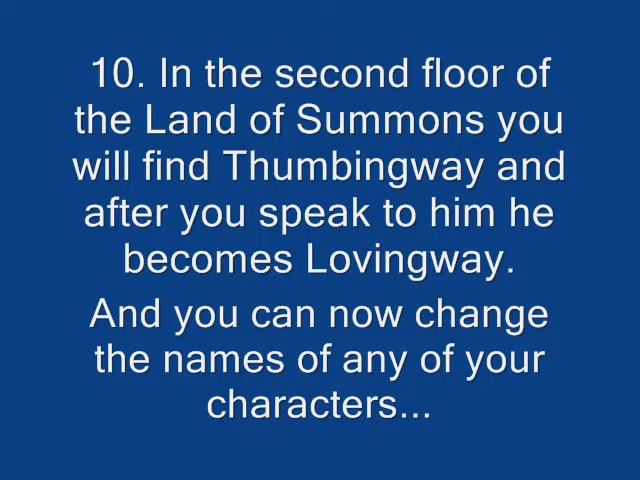 10. In the second floor of
the Land of Summons you
will find Thumbingway and
after you speak to him he
becomes Lovingway.
And you can now change
the names of any of your
characters...